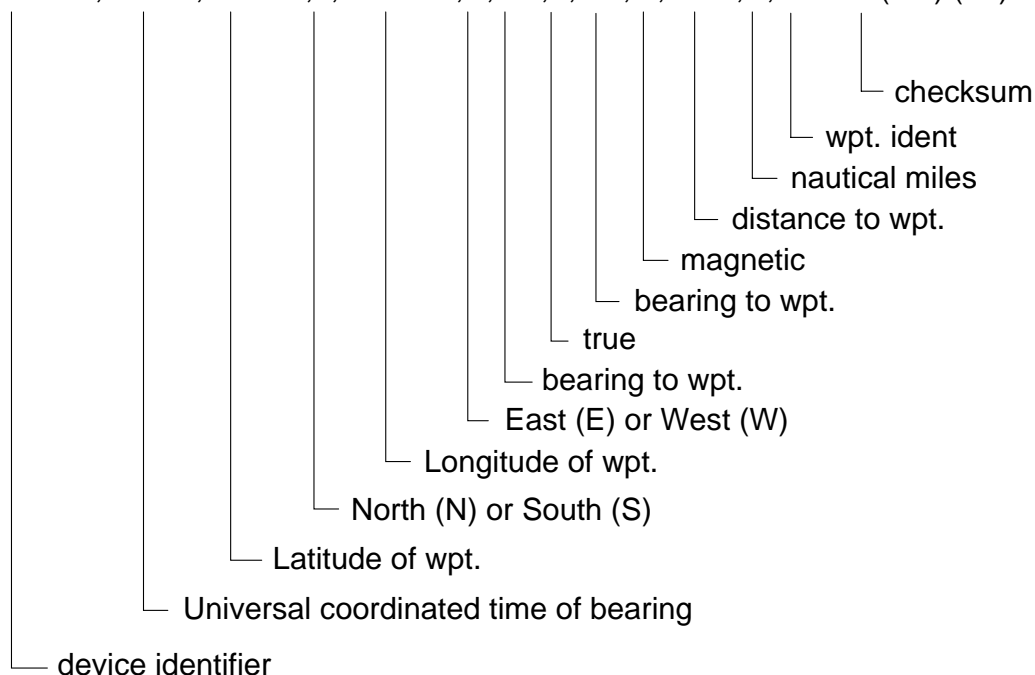 checksum
wpt. ident
nautical miles
distance to wpt.
magnetic
bearing to wpt.
true
bearing to wpt.
East (E) or West (W)
Longitude of wpt.
North (N) or South (S)
Latitude of wpt.
Universal coordinated time of bearing
device identifier